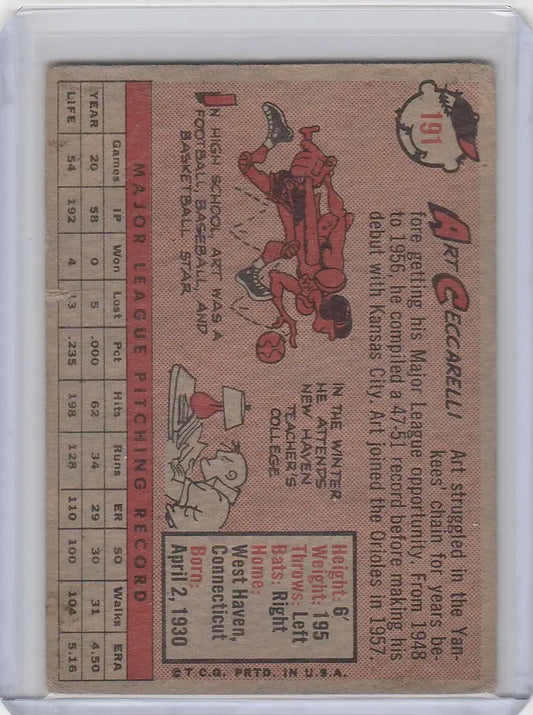 191
ART CECCARELLI
Art struggled in the Yan-
kees' chain for years be-
fore getting his Major League opportunity. From 1948
to 1956, he compiled a 47-51 record before making his
debut with Kansas City. Art joined the Orioles in 1957.
IN HIGH SCHOOL ART WAS A
FOOTBALL, BASEBALL, AND
BASKETBALL STAR
IN THE WINTER
HE ATTENDS
NEW HAVEN
TEACHER'S
COLLEGE
Height: 6'
Weight: 195
Throws: Left
Bats: Right
Home:
West Haven,
Connecticut
Born:
April 2, 1930
©T.C.G. PRTD. IN U.S.A.
MAJOR LEAGUE PITCHING RECORD
Games IP Won Lost Pct Hits Runs ER SO Walks ERA
YEAR 20 58 0 5 .000 62 34 29 30 31 4.50
LIFE 54 192 4 13 .235 198 128 110 100 104 5.16